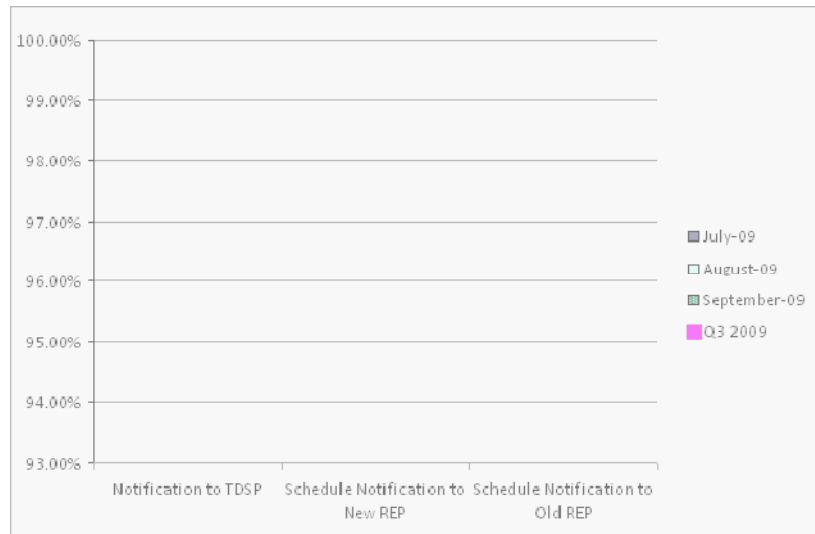 100.00%
99.00%
98.00%
97.00%
96.00%
95.00%
94.00%
93.00%
Notification to TDSP
Schedule Notification to
New REP
Schedule Notification to
Old REP
July-09
August-09
September-09
Q3 2009